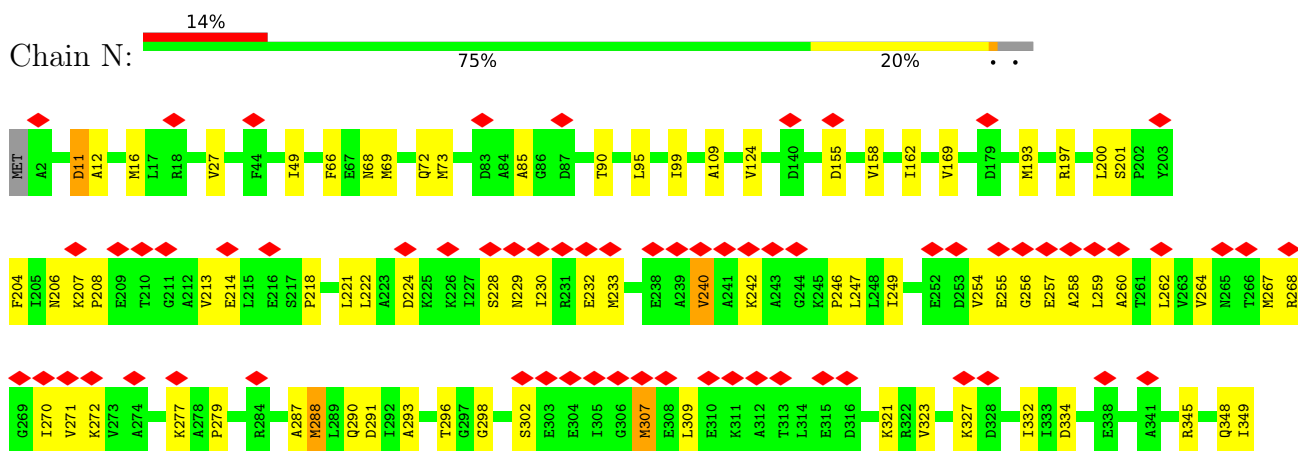 14%
Chain N:
75% 20% • •
MET A2 D11 A12 M16 L17 R18 V27 F44 I49 F66 E67 N68 M69 Q72 M73 D83 A84 A85 G86 D87 T90 L95 I99 A109 V124 D140 D155 V158 I162 V169 D179 M193 R197 L200 S201 P202 Y203
F204 I205 N206 K207 P208 E209 T210 G211 A212 V213 E214 L215 E216 S217 P218 L221 L222 A223 D224 K225 K226 I227 S228 N229 I230 R231 E232 M233 E238 A239 V240 A241 K242 A243 G244 K245 P246 L247 L248 I249 E252 D253 V254 E255 G256 E257 A258 L259 A260 T261 L262 V263 V264 N265 T266 M267 R268
G269 I270 V271 K272 V273 A274 K277 A278 P279 R284 A287 M288 L289 Q290 D291 I292 A293 T296 G297 G298 S302 E303 E304 I305 G306 M307 E308 L309 E310 K311 A312 T313 L314 E315 D316 K321 R322 V323 K327 D328 I332 I333 D334 E338 A341 R345 Q348 I349